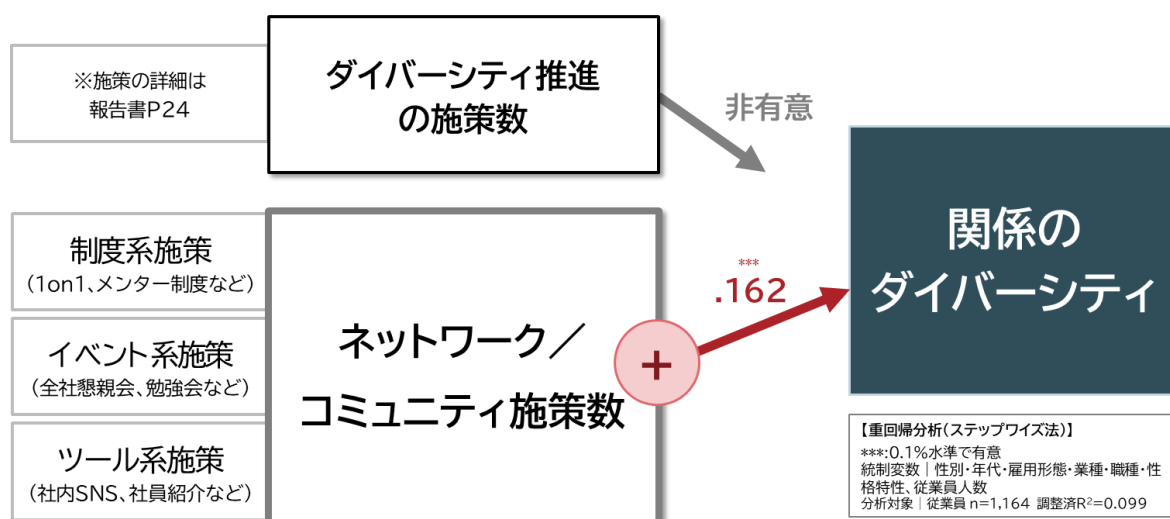 ※施策の詳細は
報告書P24
ダイバーシティ推進
の施策数
非有意
制度系施策
(1on1、メンター制度など)
イベント系施策
(全社懇親会、勉強会など)
ツール系施策
(社内SNS、社員紹介など)
ネットワーク／
コミュニティ施策数
+
***
.162
関係の
ダイバーシティ
【重回帰分析(ステップワイズ法)】
***:0.1%水準で有意
統制変数｜性別・年代・雇用形態・業種・職種・性
格特性、従業員人数
分析対象｜従業員 n=1,164 調整済R²=0.099